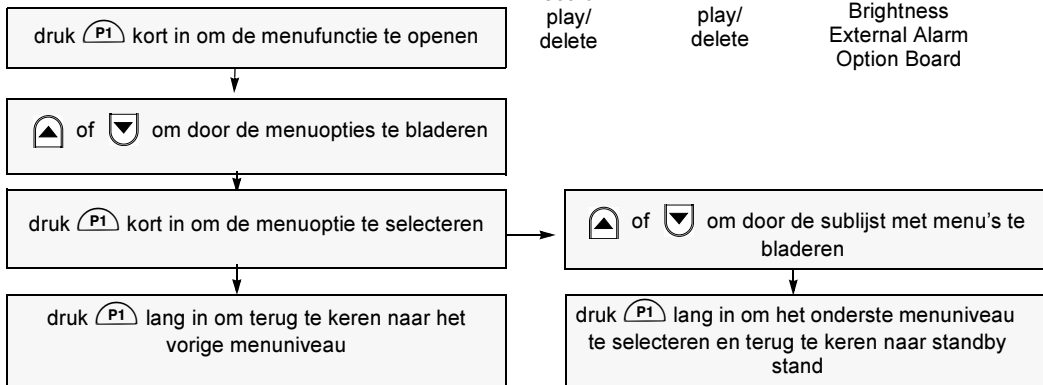 play/
delete
play/
delete
Brightness
External Alarm
Option Board
druk P1 kort in om de menufunctie te openen
of om door de menuopties te bladeren
druk P1 kort in om de menuoptie te selecteren
of om door de sublijst met menu's te
bladeren
druk P1 lang in om terug te keren naar het
vorige menuniveau
druk P1 lang in om het onderste menuniveau
te selecteren en terug te keren naar standby
stand